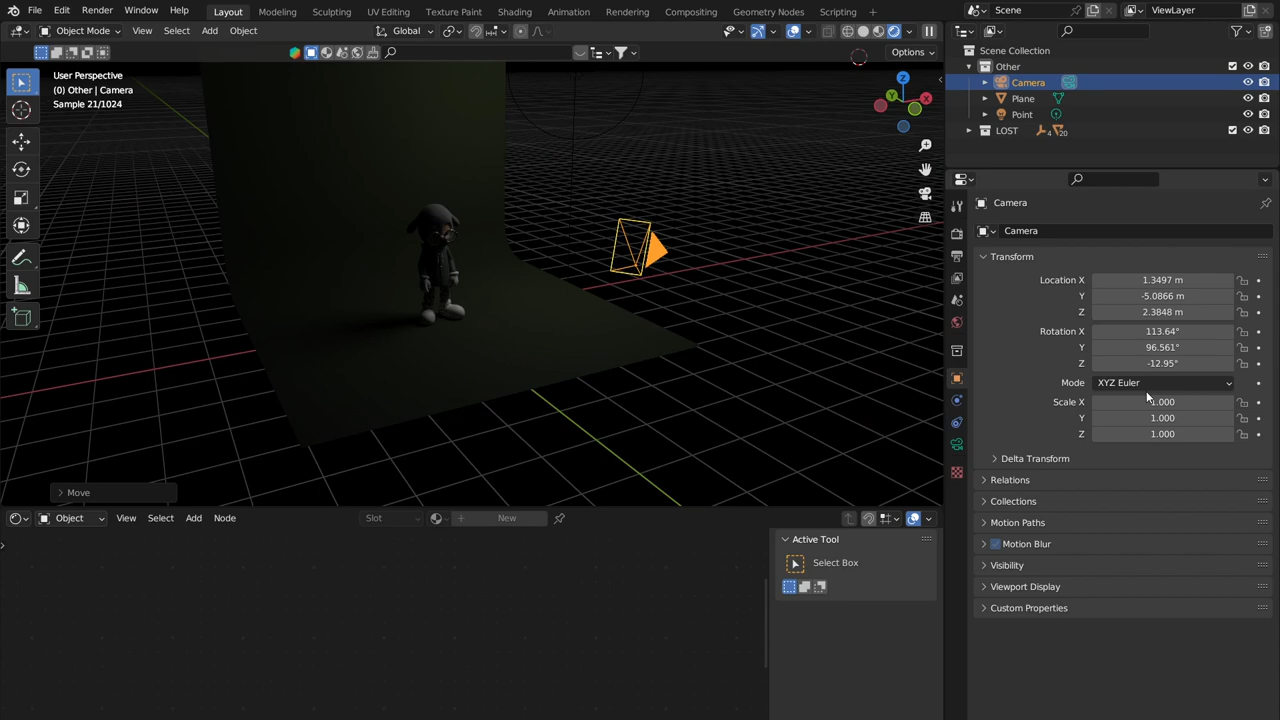 File Edit Render Window Help Layout Modeling Sculpting UV Editing Texture Paint Shading Animation Rendering Compositing Geometry Nodes Scripting + Scene ViewLayer
Object Mode View Select Add Object Global
Options
User Perspective
(0) Other | Camera
Sample 21/1024
Z
Y
X
Move
Object View Select Add Node Slot New
Active Tool
Select Box
Scene Collection
Other
Camera
Plane
Point
LOST 4 20
Camera
Camera
Transform
Location X 1.3497 m
Y -5.0866 m
Z 2.3848 m
Rotation X 113.64°
Y 96.561°
Z -12.95°
Mode XYZ Euler
Scale X 1.000
Y 1.000
Z 1.000
Delta Transform
Relations
Collections
Motion Paths
Motion Blur
Visibility
Viewport Display
Custom Properties